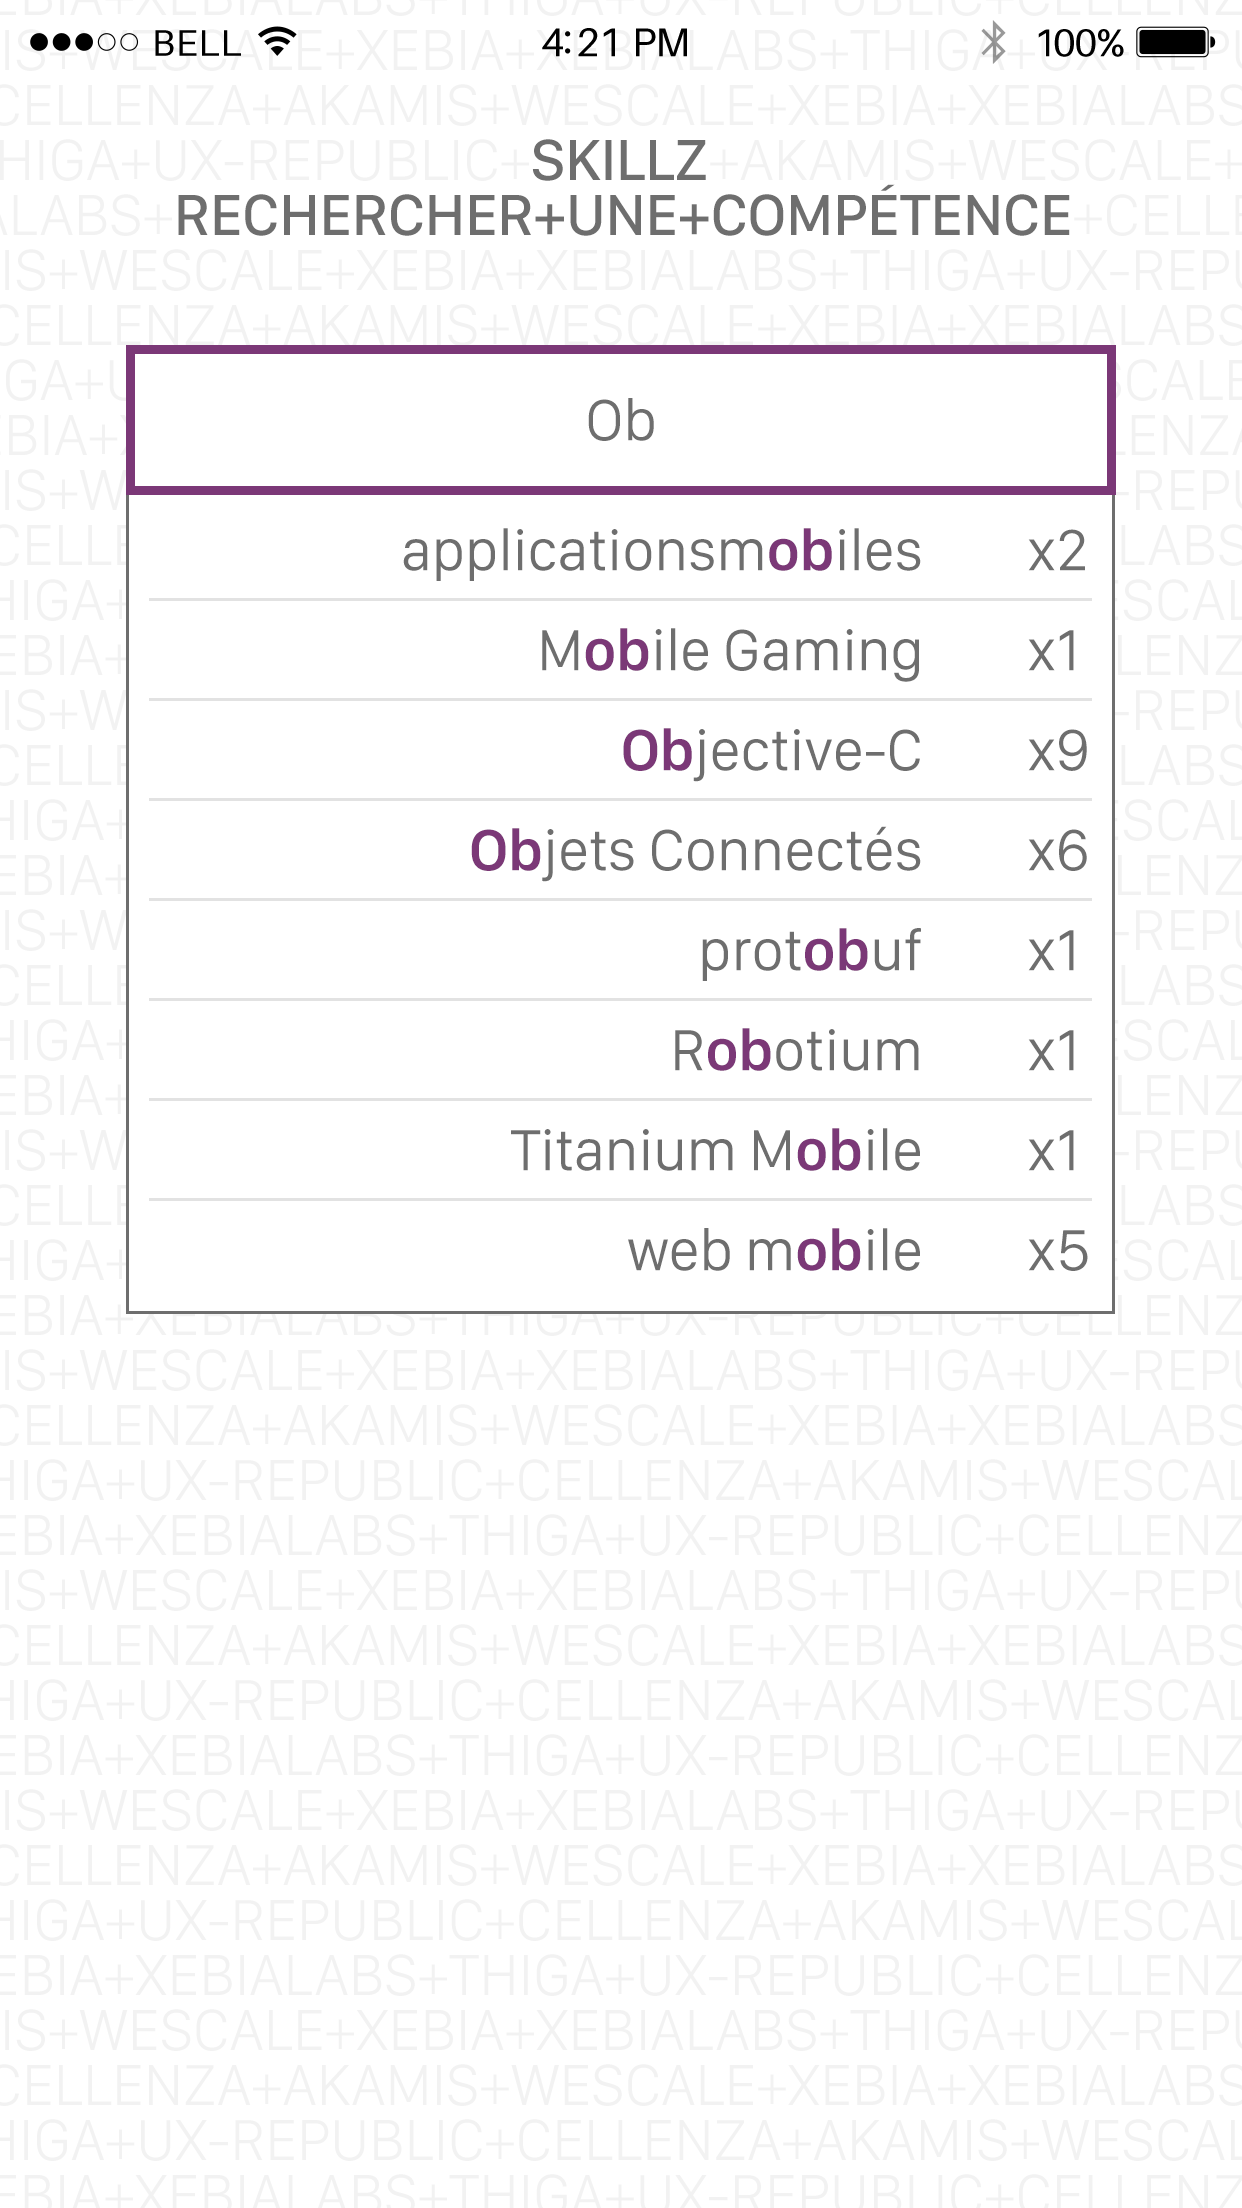 BELL 4:21 PM 100%
SKILLZ
RECHERCHER+UNE+COMPÉTENCE
Ob
applicationsmobiles x2
Mobile Gaming x1
Objective-C x9
Objets Connectés x6
protobuf x1
Robotium x1
Titanium Mobile x1
web mobile x5
IS+WESCALE+XEBIA+XEBIALABS+THIGA+UX-REPU
CELLENZA+AKAMIS+WESCALE+XEBIA+XEBIALABS
HIGA+UX-REPUBLIC+CELLENZA+AKAMIS+WESCAL
EBIA+XEBIALABS+THIGA+UX-REPUBLIC+CELLENZ
IS+WESCALE+XEBIA+XEBIALABS+THIGA+UX-REPU
CELLENZA+AKAMIS+WESCALE+XEBIA+XEBIALABS
HIGA+UX-REPUBLIC+CELLENZA+AKAMIS+WESCAL
EBIA+XEBIALABS+THIGA+UX-REPUBLIC+CELLENZ
IS+WESCALE+XEBIA+XEBIALABS+THIGA+UX-REPU
CELLENZA+AKAMIS+WESCALE+XEBIA+XEBIALABS
HIGA+UX-REPUBLIC+CELLENZA+AKAMIS+WESCAL
EBIA+XEBIALABS+THIGA+UX-REPUBLIC+CELLENZ
IS+WESCALE+XEBIA+XEBIALABS+THIGA+UX-REPU
CELLENZA+AKAMIS+WESCALE+XEBIA+XEBIALABS
HIGA+UX-REPUBLIC+CELLENZA+AKAMIS+WESCAL
EBIA+XEBIALABS+THIGA+UX-REPUBLIC+CELLENZ